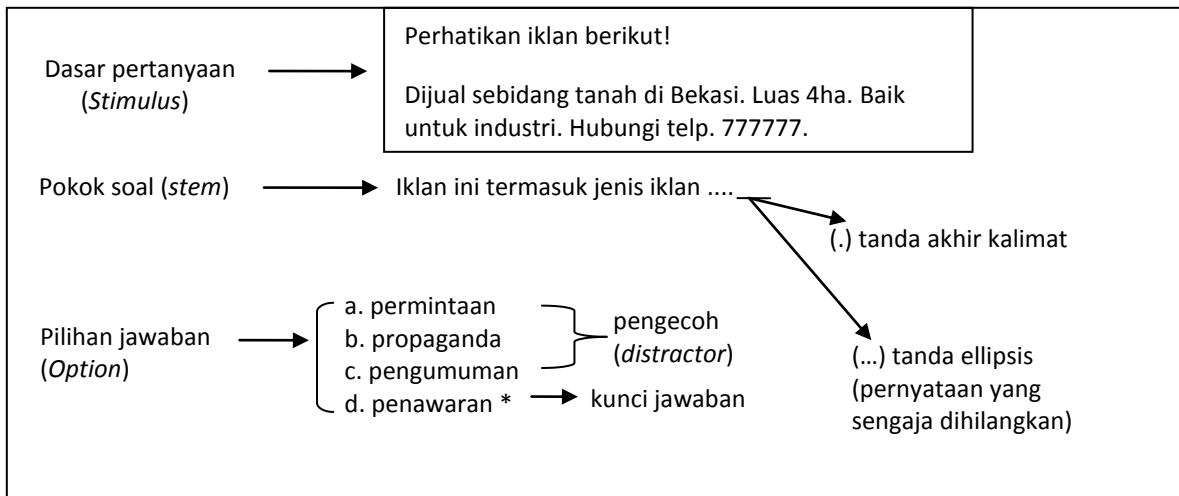 Dasar pertanyaan
(Stimulus)
Perhatikan iklan berikut!
Dijual sebidang tanah di Bekasi. Luas 4ha. Baik
untuk industri. Hubungi telp. 777777.
Pokok soal (stem)
Iklan ini termasuk jenis iklan ....
(.) tanda akhir kalimat
(...) tanda ellipsis
(pernyataan yang
sengaja dihilangkan)
Pilihan jawaban
(Option)
a. permintaan
b. propaganda
c. pengumuman
d. penawaran *
pengecoh
(distractor)
kunci jawaban